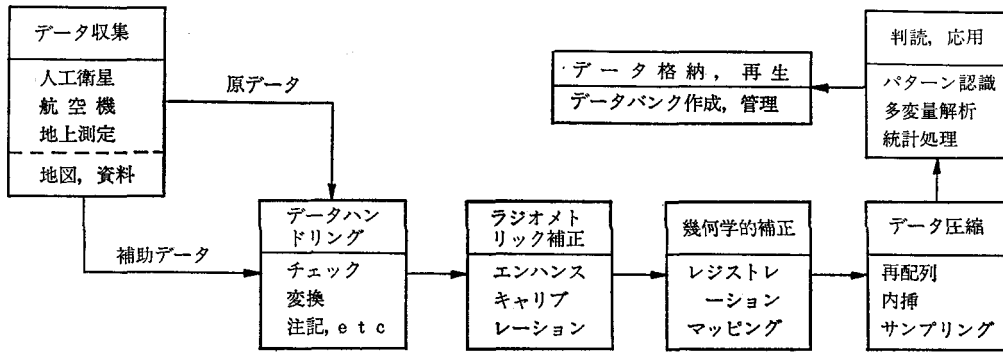 データ収集
人工衛星
航空機
地上測定
地図,資料
原データ
補助データ
データハン
ドリング
チェック
変換
注記,etc
ラジオメト
リック補正
エンハンス
キャリブ
レーション
幾何学的補正
レジストレ
ーション
マッピング
データ圧縮
再配列
内挿
サンプリング
判読,応用
パターン認識
多変量解析
統計処理
データ格納,再生
データバンク作成,管理